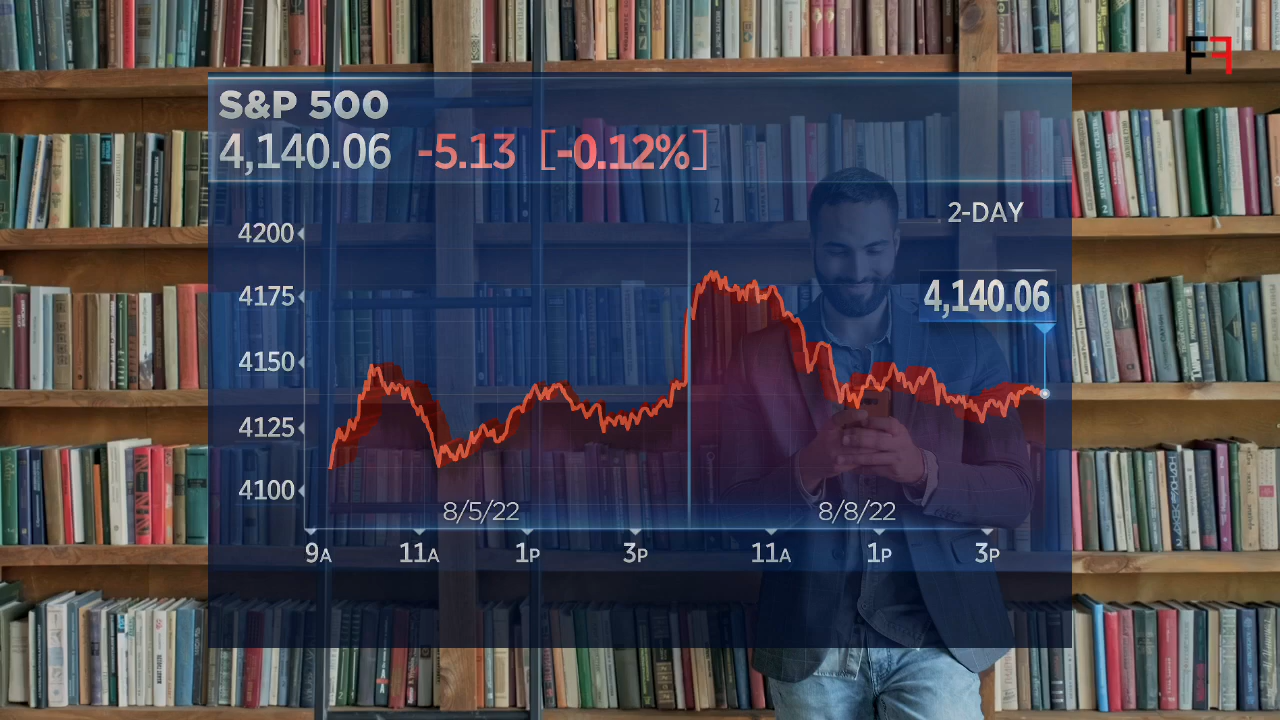 S&P 500
4,140.06 -5.13 [-0.12%]
2-DAY
4200
4175
4150
4125
4100
4,140.06
8/5/22 8/8/22
9A 11A 1P 3P 11A 1P 3P